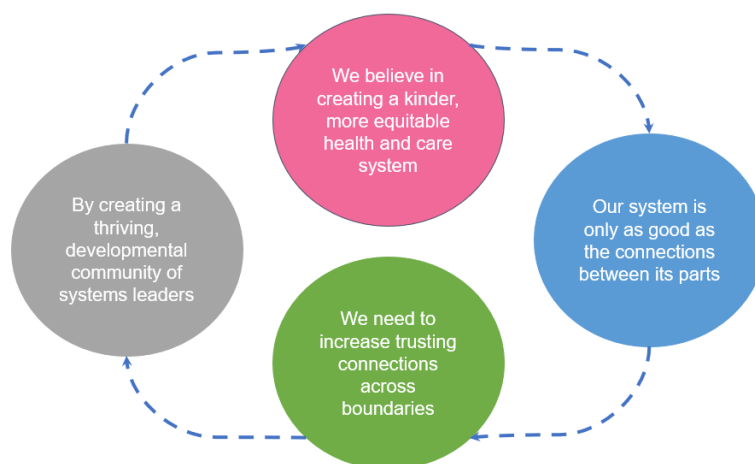 We believe in
creating a kinder,
more equitable
health and care
system
Our system is
only as good as
the connections
between its parts
We need to
increase trusting
connections
across
boundaries
By creating a
thriving,
developmental
community of
systems leaders